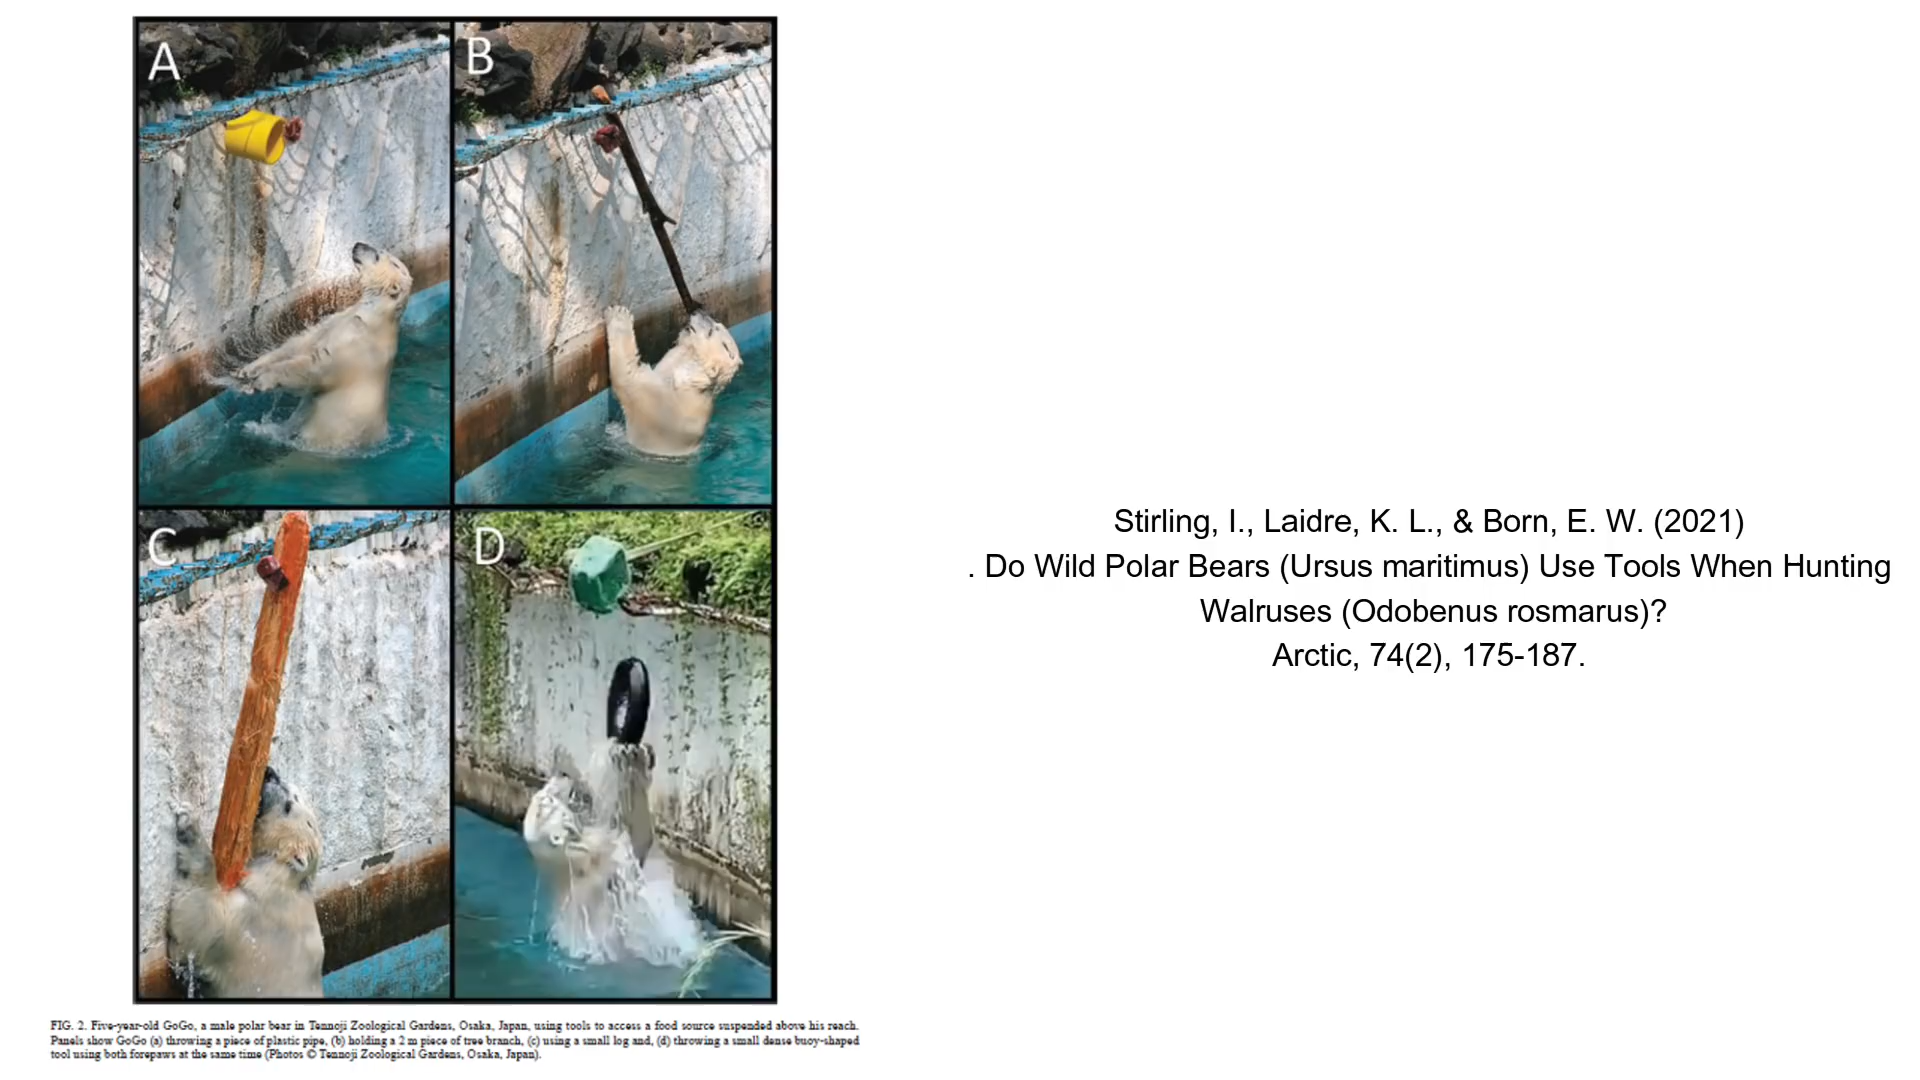 A
B
C
D
FIG. 2. Five-year-old GoGo, a male polar bear in Tennoji Zoological Gardens, Osaka, Japan, using tools to access a food source suspended above his reach.
Panels show GoGo (a) throwing a piece of plastic pipe, (b) holding a 2 m piece of tree branch, (c) using a small log and, (d) throwing a small dense buoy-shaped
tool using both forepaws at the same time (Photos © Tennoji Zoological Gardens, Osaka, Japan).
Stirling, I., Laidre, K. L., & Born, E. W. (2021)
. Do Wild Polar Bears (Ursus maritimus) Use Tools When Hunting
Walruses (Odobenus rosmarus)?
Arctic, 74(2), 175-187.